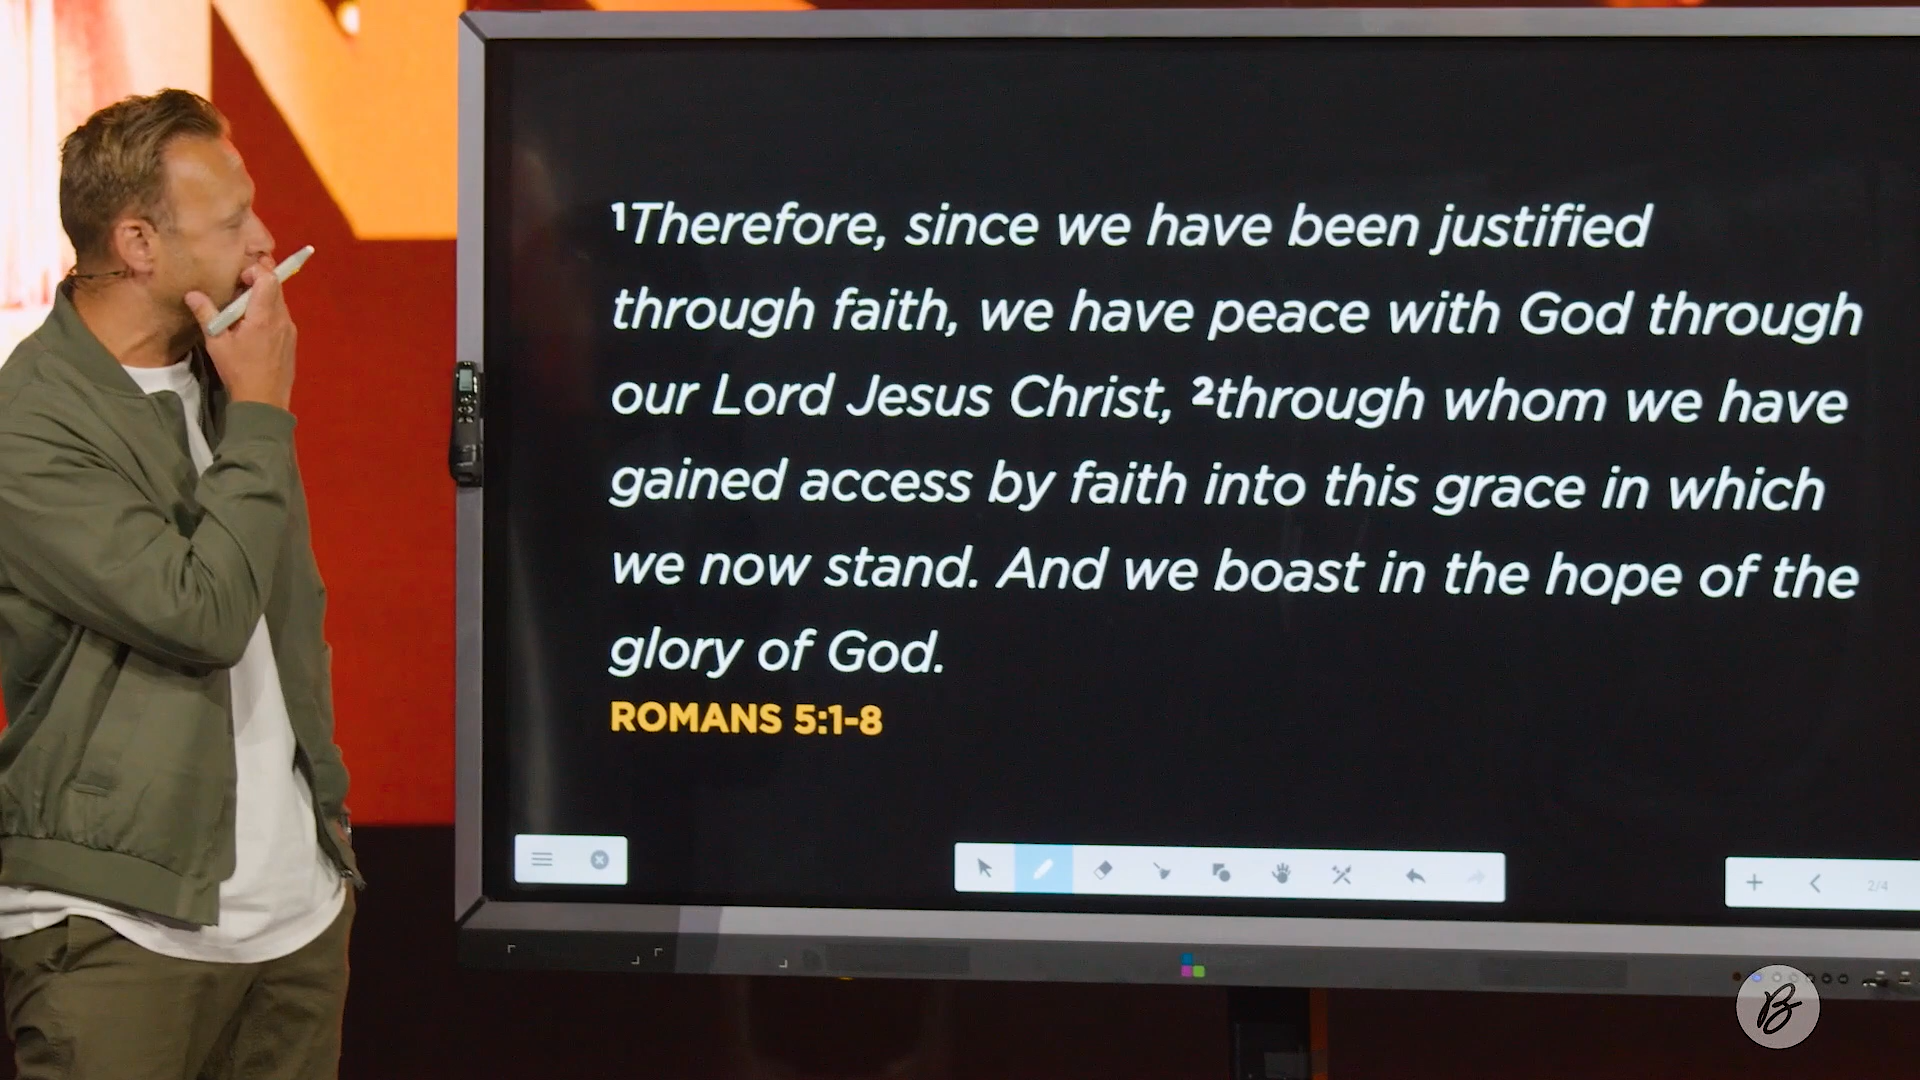 ¹Therefore, since we have been justified
through faith, we have peace with God through
our Lord Jesus Christ, ²through whom we have
gained access by faith into this grace in which
we now stand. And we boast in the hope of the
glory of God.
ROMANS 5:1-8
2/4
B